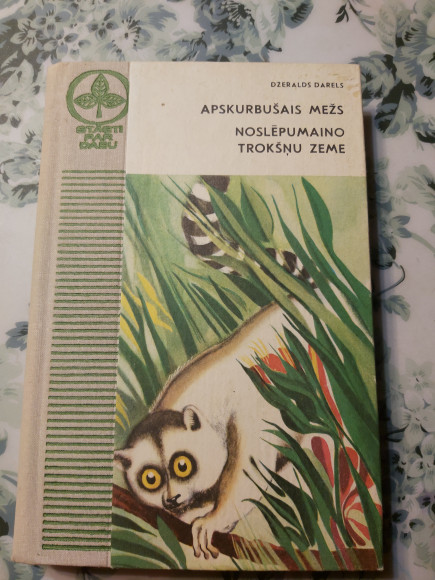 STĀSTI
PAR
DABU
DŽERALDS DARELS
APSKURBUŠAIS MEŽS
NOSLĒPUMAINO
TROKŠŅU ZEME